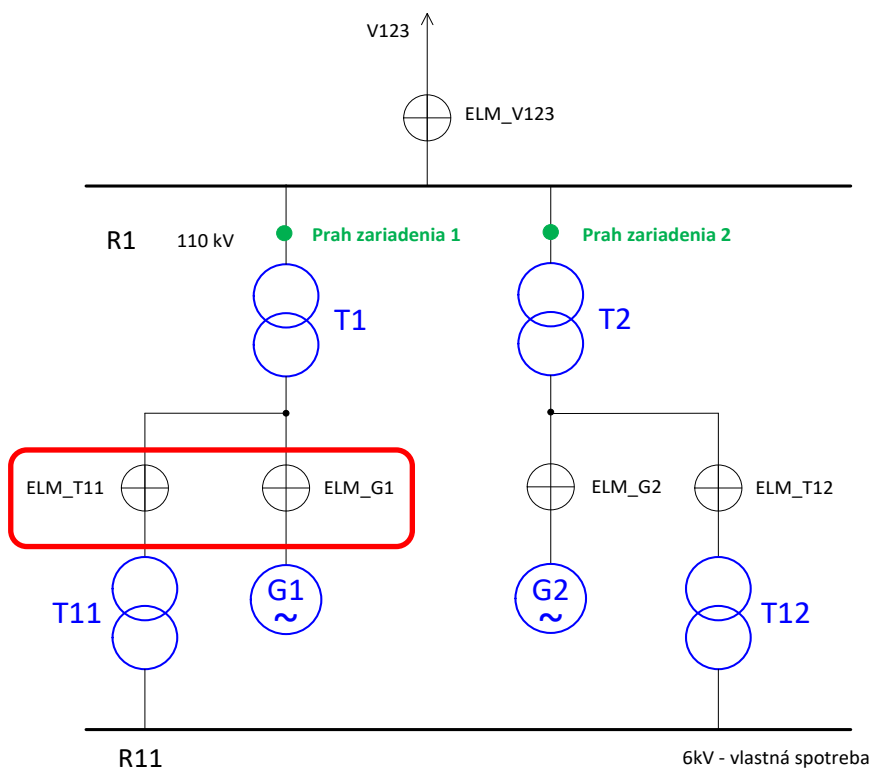 V123
ELM_V123
R1
110 kV
Prah zariadenia 1
Prah zariadenia 2
T1
T2
ELM_T11
ELM_G1
ELM_G2
ELM_T12
T11
G1
~
G2
~
T12
R11
6kV - vlastná spotreba